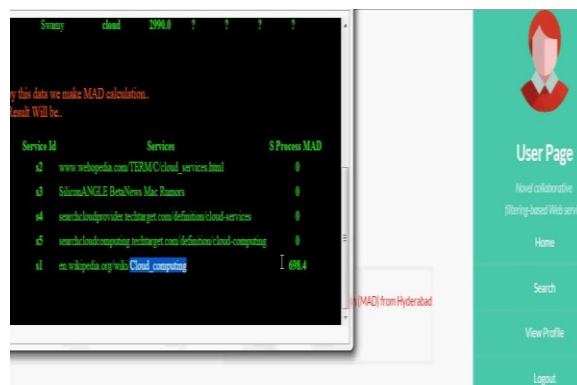 Swamy cloud 2990.0 ? ? ? ?
y this data we make MAD calculation..
Result Will be..
Service Id Services S Process MAD
s2 www.webopedia.com/TERM/C/cloud_services.html 0
s3 SiliconANGLE BetaNews Mac Rumors 0
s4 searchcloudprovider.techtarget.com/definition/cloud-services 0
s5 searchcloudcomputing.techtarget.com/definition/cloud-computing 0
s1 en.wikipedia.org/wiki/Cloud_computing 698.4
n (MAD) from Hyderabad
User Page
Novel collaborative
filtering-based Web servi
Home
Search
View Profile
Logout